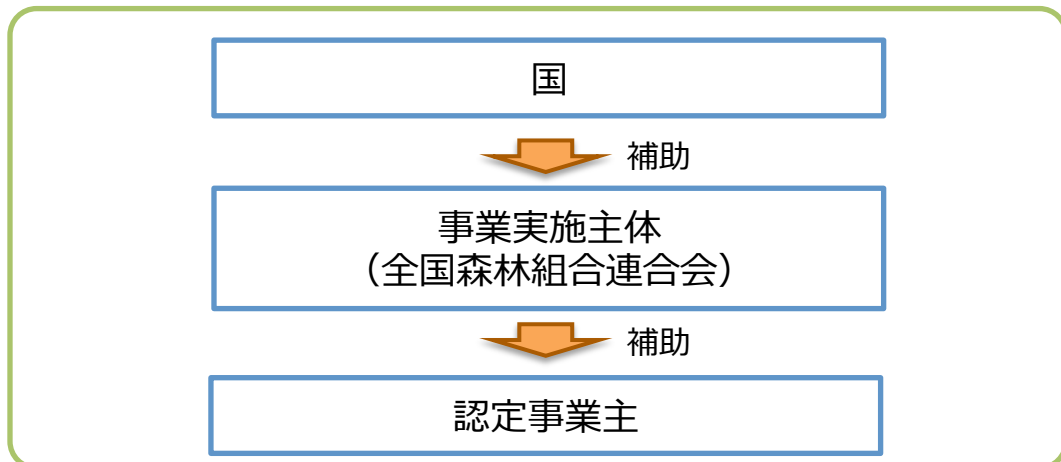 国
補助
事業実施主体
（全国森林組合連合会）
補助
認定事業主